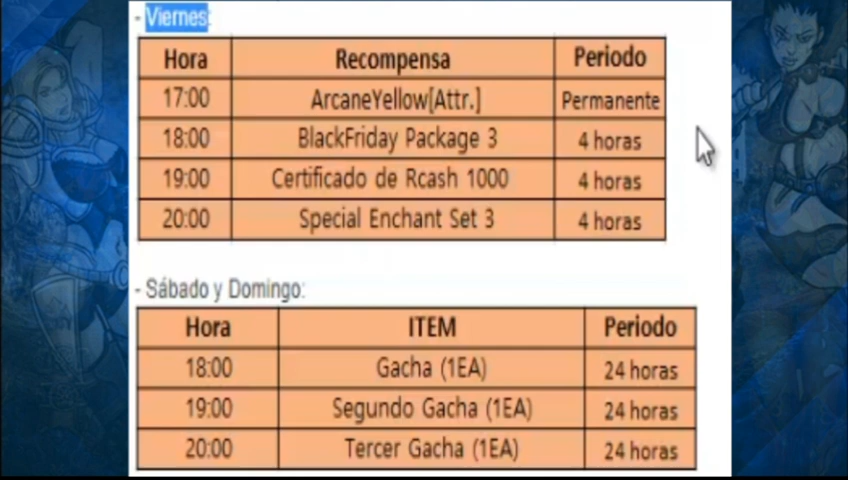 - Viernes:
Hora Recompensa Periodo
17:00 ArcaneYellow[Attr.] Permanente
18:00 BlackFriday Package 3 4 horas
19:00 Certificado de Rcash 1000 4 horas
20:00 Special Enchant Set 3 4 horas
- Sábado y Domingo:
Hora ITEM Periodo
18:00 Gacha (1EA) 24 horas
19:00 Segundo Gacha (1EA) 24 horas
20:00 Tercer Gacha (1EA) 24 horas